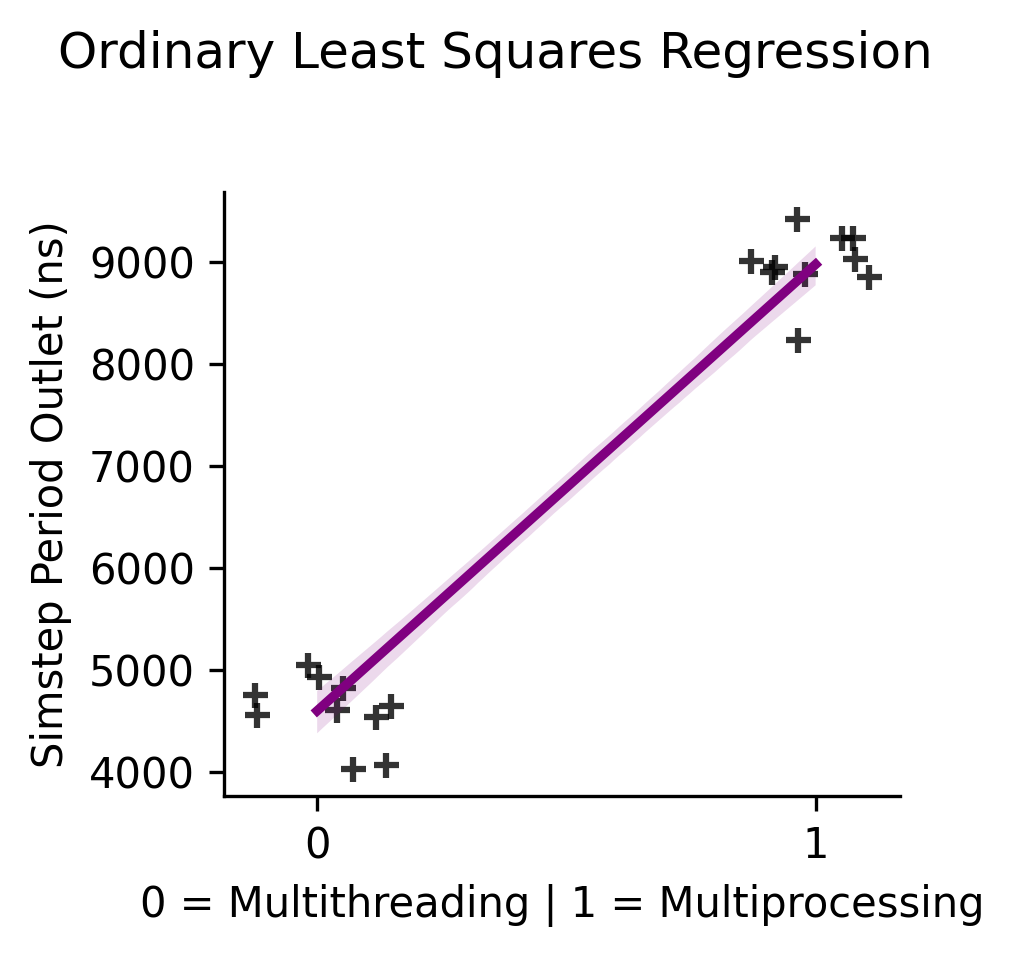 Ordinary Least Squares Regression
Simstep Period Outlet (ns)
9000
8000
7000
6000
5000
4000
0 1
0 = Multithreading | 1 = Multiprocessing